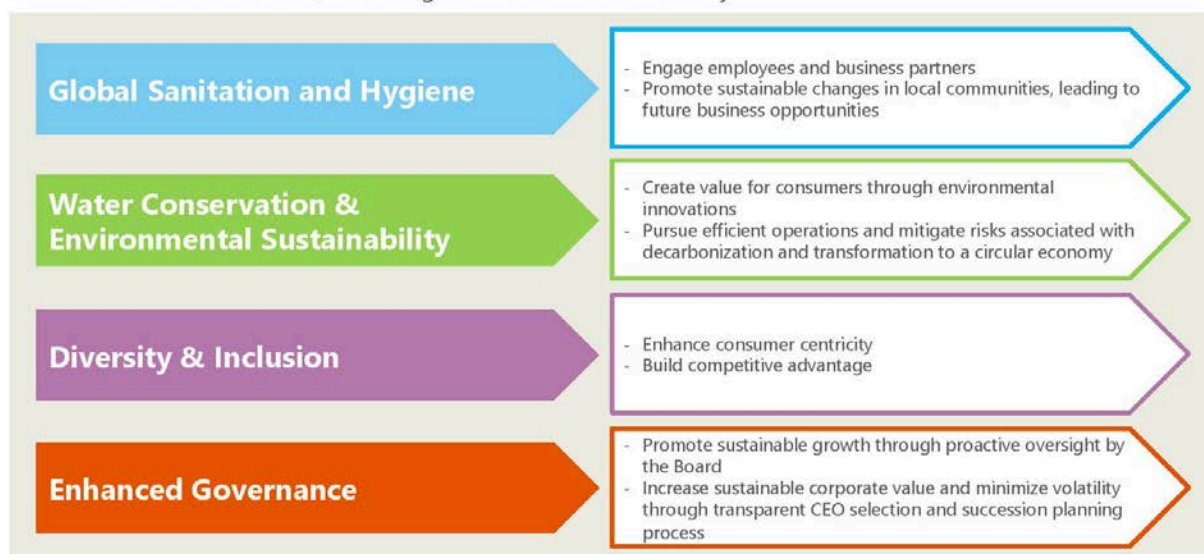 Global Sanitation and Hygiene
- Engage employees and business partners
- Promote sustainable changes in local communities, leading to
future business opportunities
Water Conservation &
Environmental Sustainability
- Create value for consumers through environmental
innovations
- Pursue efficient operations and mitigate risks associated with
decarbonization and transformation to a circular economy
Diversity & Inclusion
- Enhance consumer centricity
- Build competitive advantage
Enhanced Governance
- Promote sustainable growth through proactive oversight by
the Board
- Increase sustainable corporate value and minimize volatility
through transparent CEO selection and succession planning
process